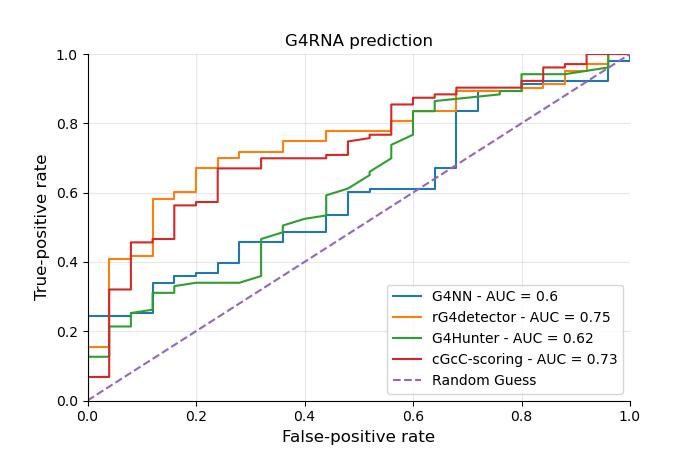 G4RNA prediction
True-positive rate
1.0
0.8
0.6
0.4
0.2
0.0
G4NN - AUC = 0.6
rG4detector - AUC = 0.75
G4Hunter - AUC = 0.62
cGcC-scoring - AUC = 0.73
Random Guess
0.0 0.2 0.4 0.6 0.8 1.0
False-positive rate